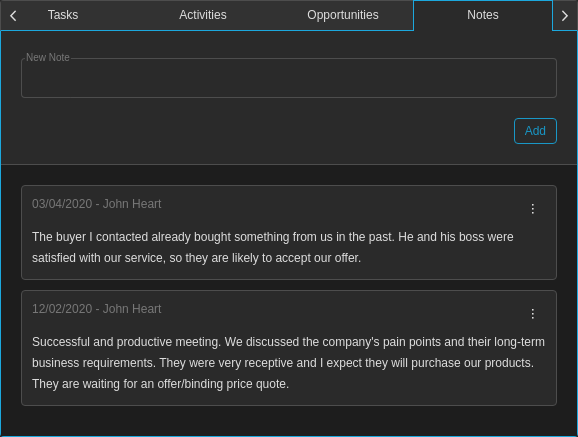 Tasks
Activities
Opportunities
Notes
New Note
Add
03/04/2020 - John Heart
The buyer I contacted already bought something from us in the past. He and his boss were
satisfied with our service, so they are likely to accept our offer.
12/02/2020 - John Heart
Successful and productive meeting. We discussed the company's pain points and their long-term
business requirements. They were very receptive and I expect they will purchase our products.
They are waiting for an offer/binding price quote.